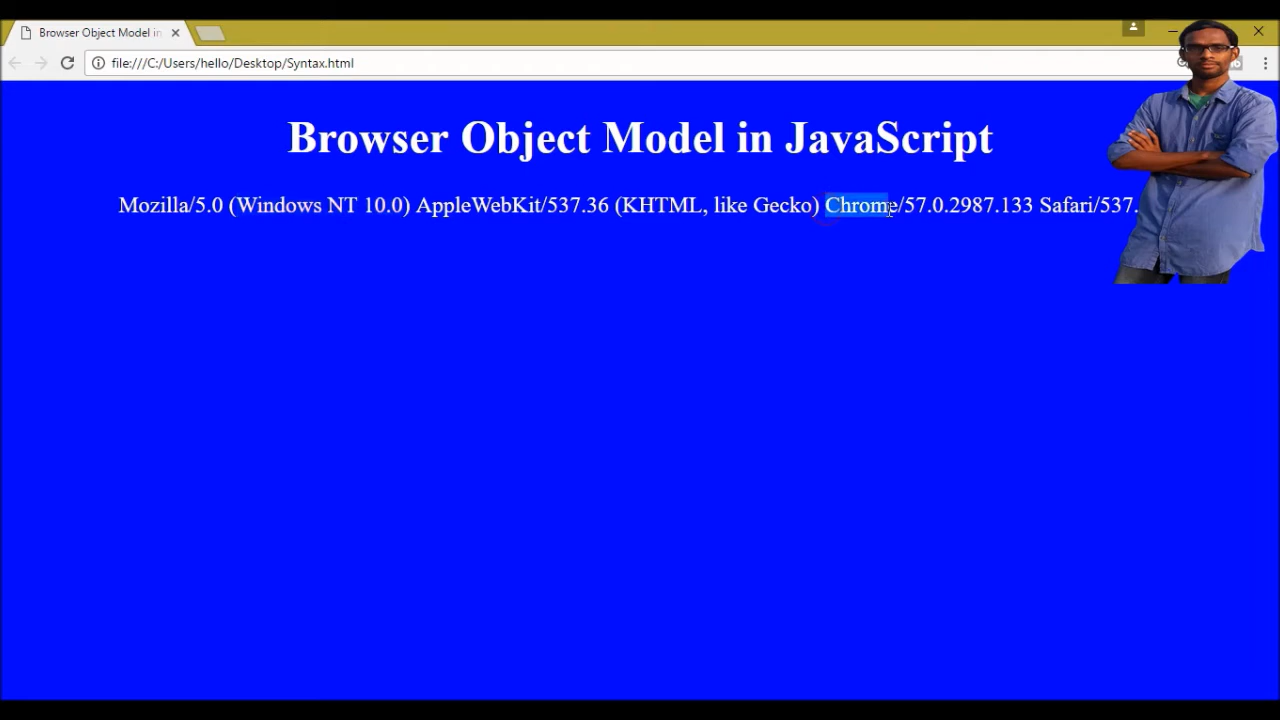 Browser Object Model in
file:///C:/Users/hello/Desktop/Syntax.html
Browser Object Model in JavaScript
Mozilla/5.0 (Windows NT 10.0) AppleWebKit/537.36 (KHTML, like Gecko) Chrome/57.0.2987.133 Safari/537.